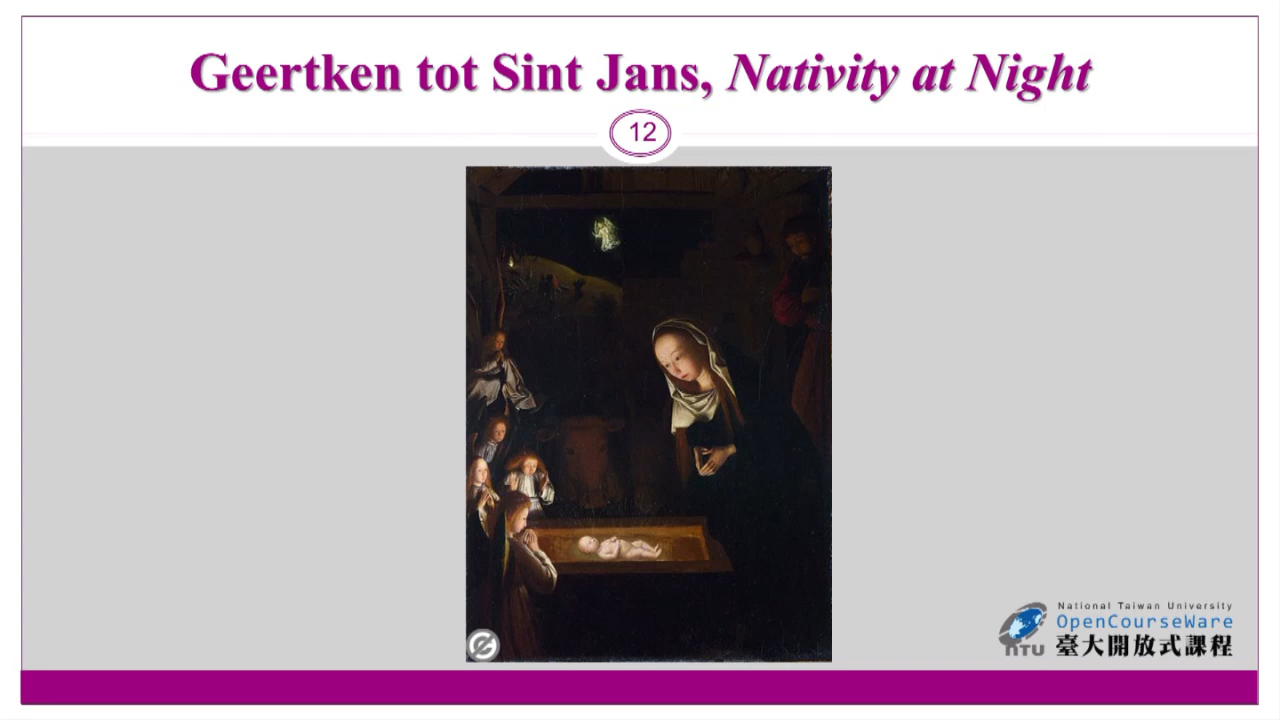 Geertken tot Sint Jans, Nativity at Night
12
National Taiwan University
OpenCourseWare
NTU 臺大開放式課程